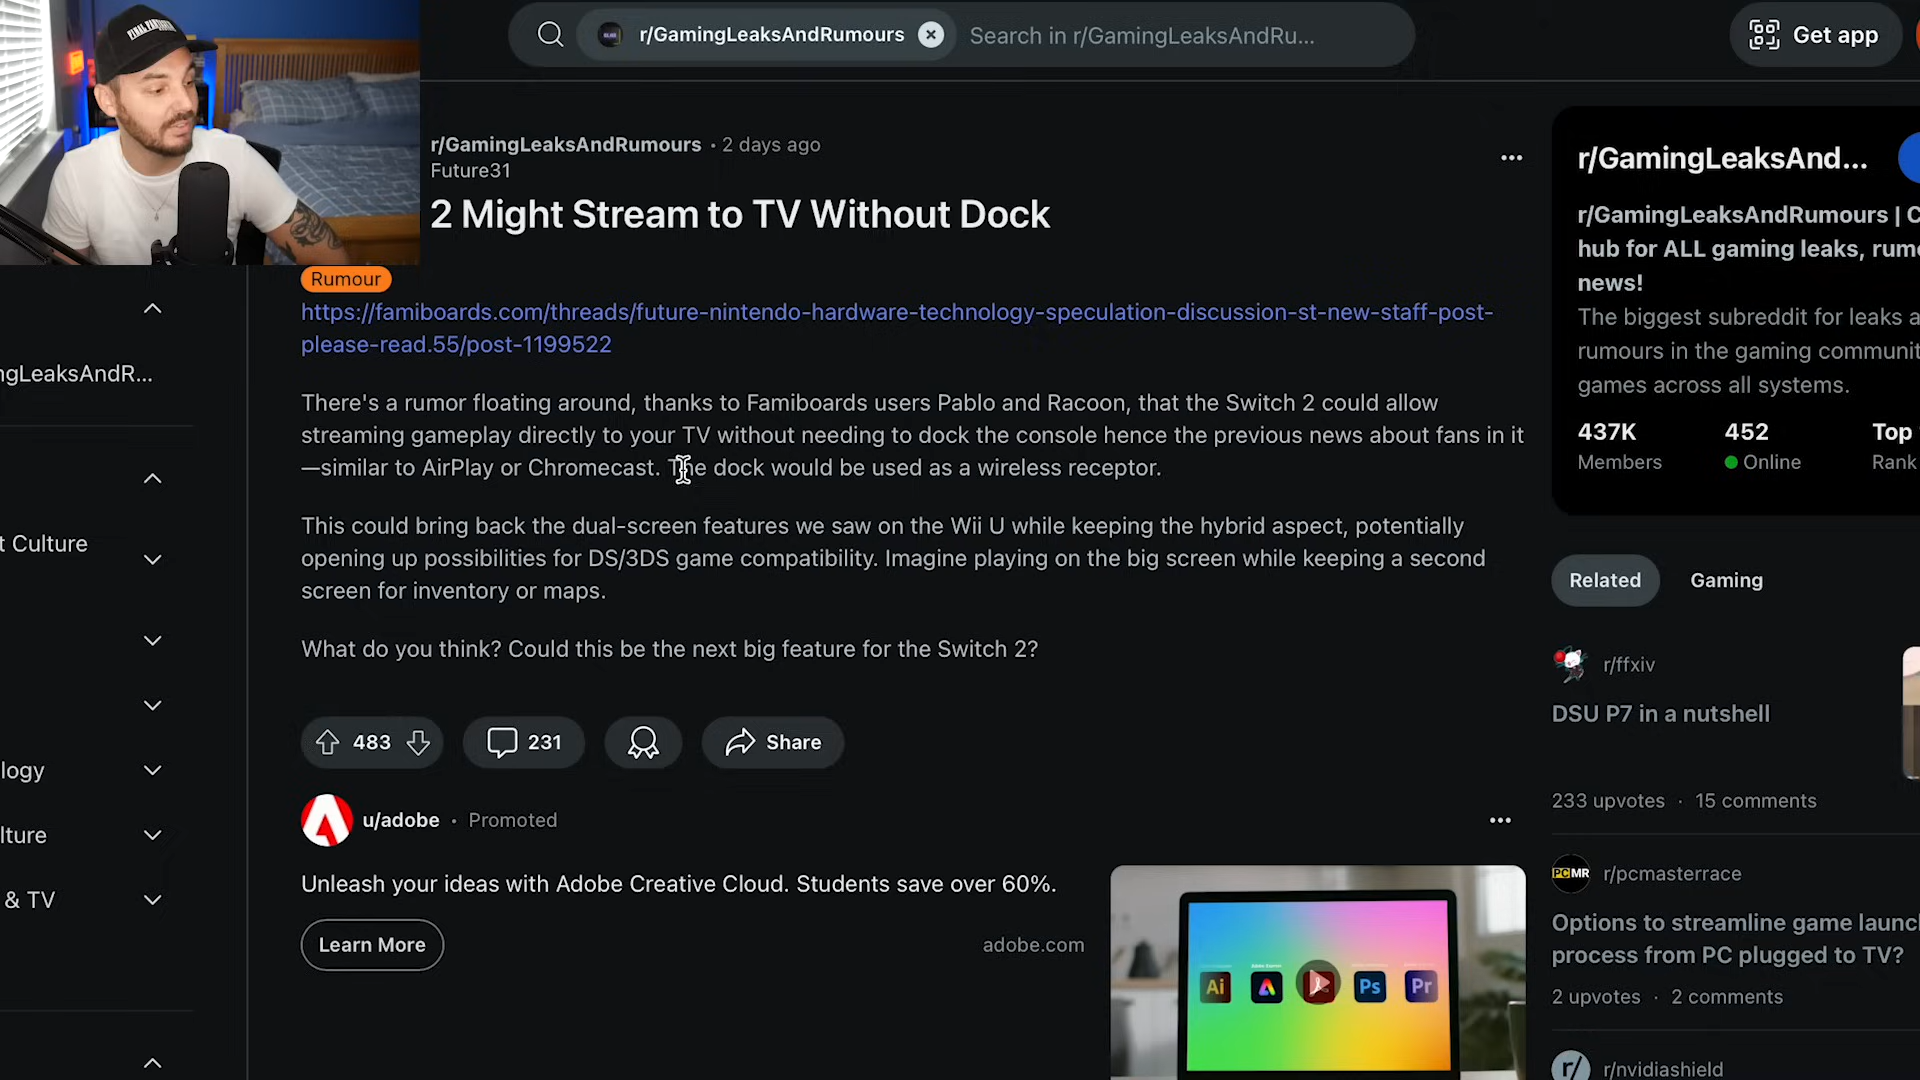 FINAL FANTASY
r/GamingLeaksAndRumours
Search in r/GamingLeaksAndRu...
Get app
r/GamingLeaksAndRumours • 2 days ago
Future31
2 Might Stream to TV Without Dock
Rumour
https://famiboards.com/threads/future-nintendo-hardware-technology-speculation-discussion-st-new-staff-post-
please-read.55/post-1199522
There's a rumor floating around, thanks to Famiboards users Pablo and Racoon, that the Switch 2 could allow
streaming gameplay directly to your TV without needing to dock the console hence the previous news about fans in it
—similar to AirPlay or Chromecast. The dock would be used as a wireless receptor.
This could bring back the dual-screen features we saw on the Wii U while keeping the hybrid aspect, potentially
opening up possibilities for DS/3DS game compatibility. Imagine playing on the big screen while keeping a second
screen for inventory or maps.
What do you think? Could this be the next big feature for the Switch 2?
483
231
Share
u/adobe • Promoted
Unleash your ideas with Adobe Creative Cloud. Students save over 60%.
Learn More
adobe.com
Ai
Ps
Pr
ngLeaksAndR...
t Culture
logy
lture
& TV
r/GamingLeaksAnd...
r/GamingLeaksAndRumours | C
hub for ALL gaming leaks, rum
news!
The biggest subreddit for leaks a
rumours in the gaming communit
games across all systems.
437K
Members
452
Online
Top
Rank
Related
Gaming
r/ffxiv
DSU P7 in a nutshell
233 upvotes · 15 comments
PCMR
r/pcmasterrace
Options to streamline game launc
process from PC plugged to TV?
2 upvotes · 2 comments
r/
r/nvidiashield